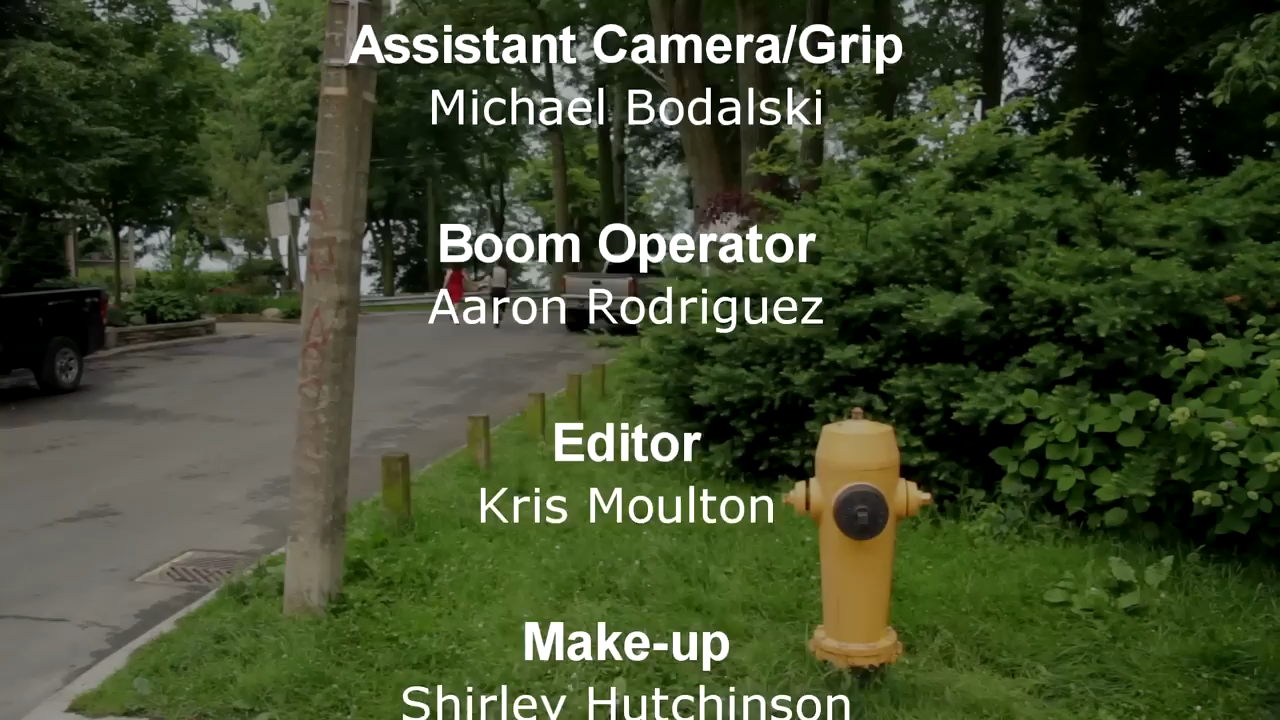 Assistant Camera/Grip
Michael Bodalski
Boom Operator
Aaron Rodriguez
Editor
Kris Moulton
Make-up
Shirley Hutchinson